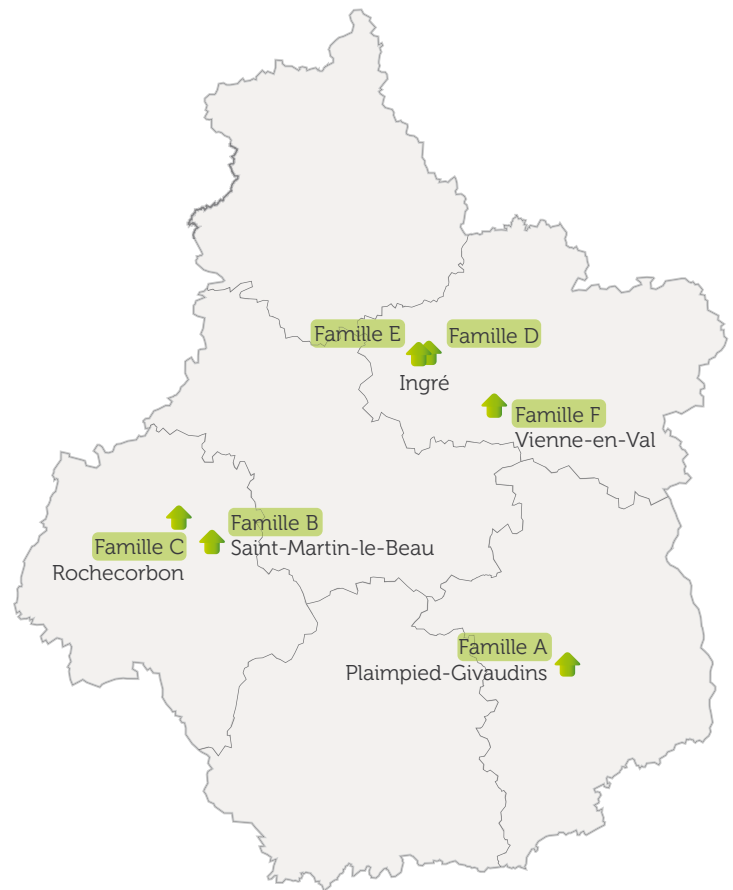 Famille E
Famille D
Ingré
Famille F
Vienne-en-Val
Famille B
Saint-Martin-le-Beau
Famille C
Rochecorbon
Famille A
Plaimpied-Givaudins